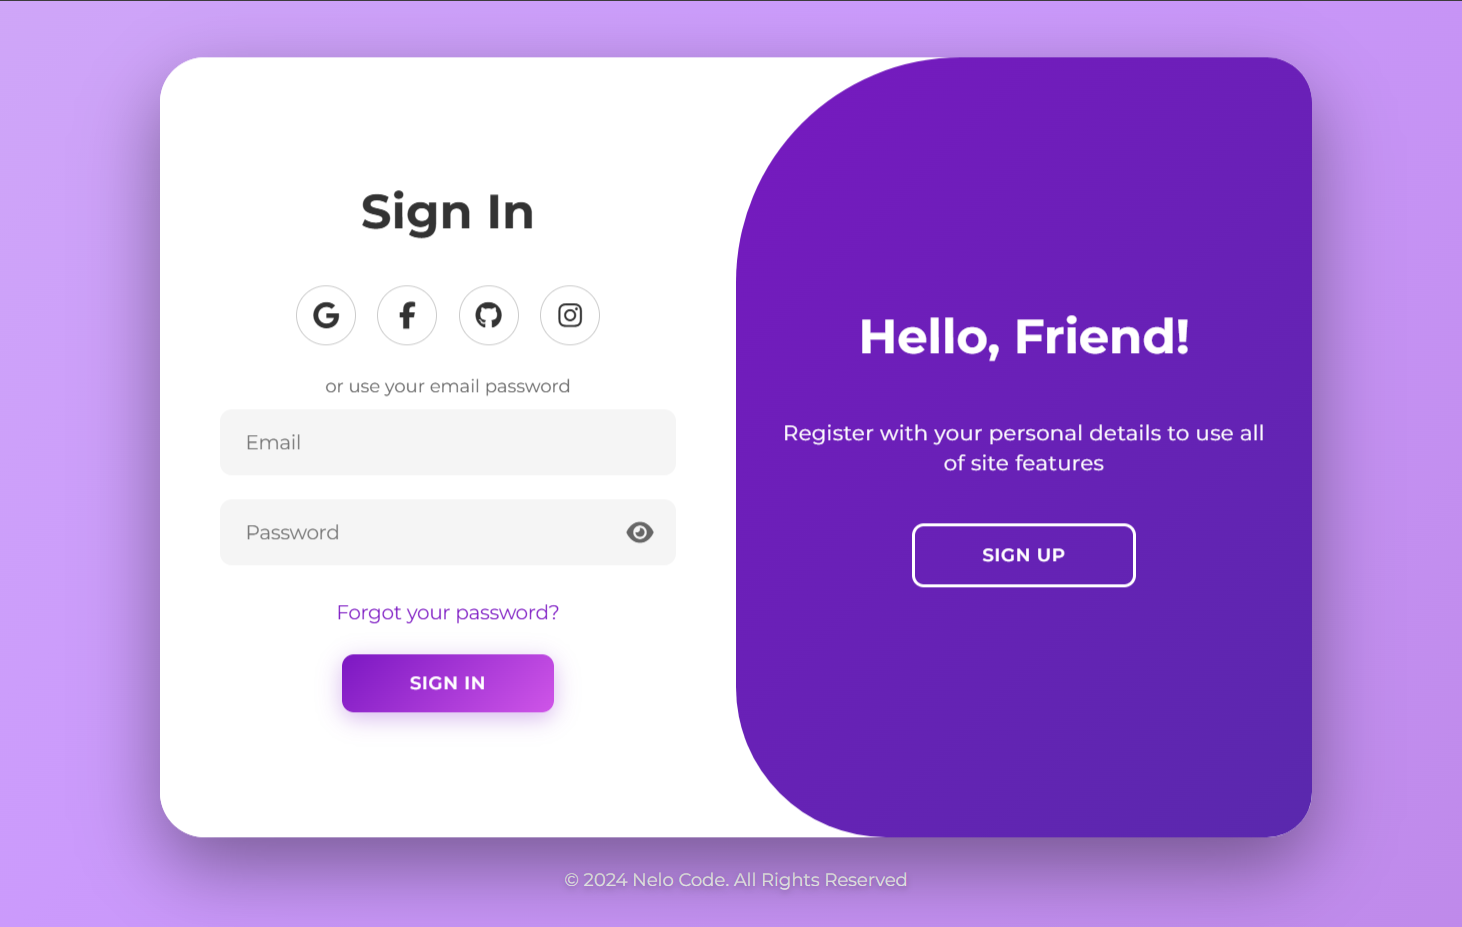 Sign In
or use your email password
Email
Password
Forgot your password?
SIGN IN
Hello, Friend!
Register with your personal details to use all
of site features
SIGN UP
© 2024 Nelo Code. All Rights Reserved